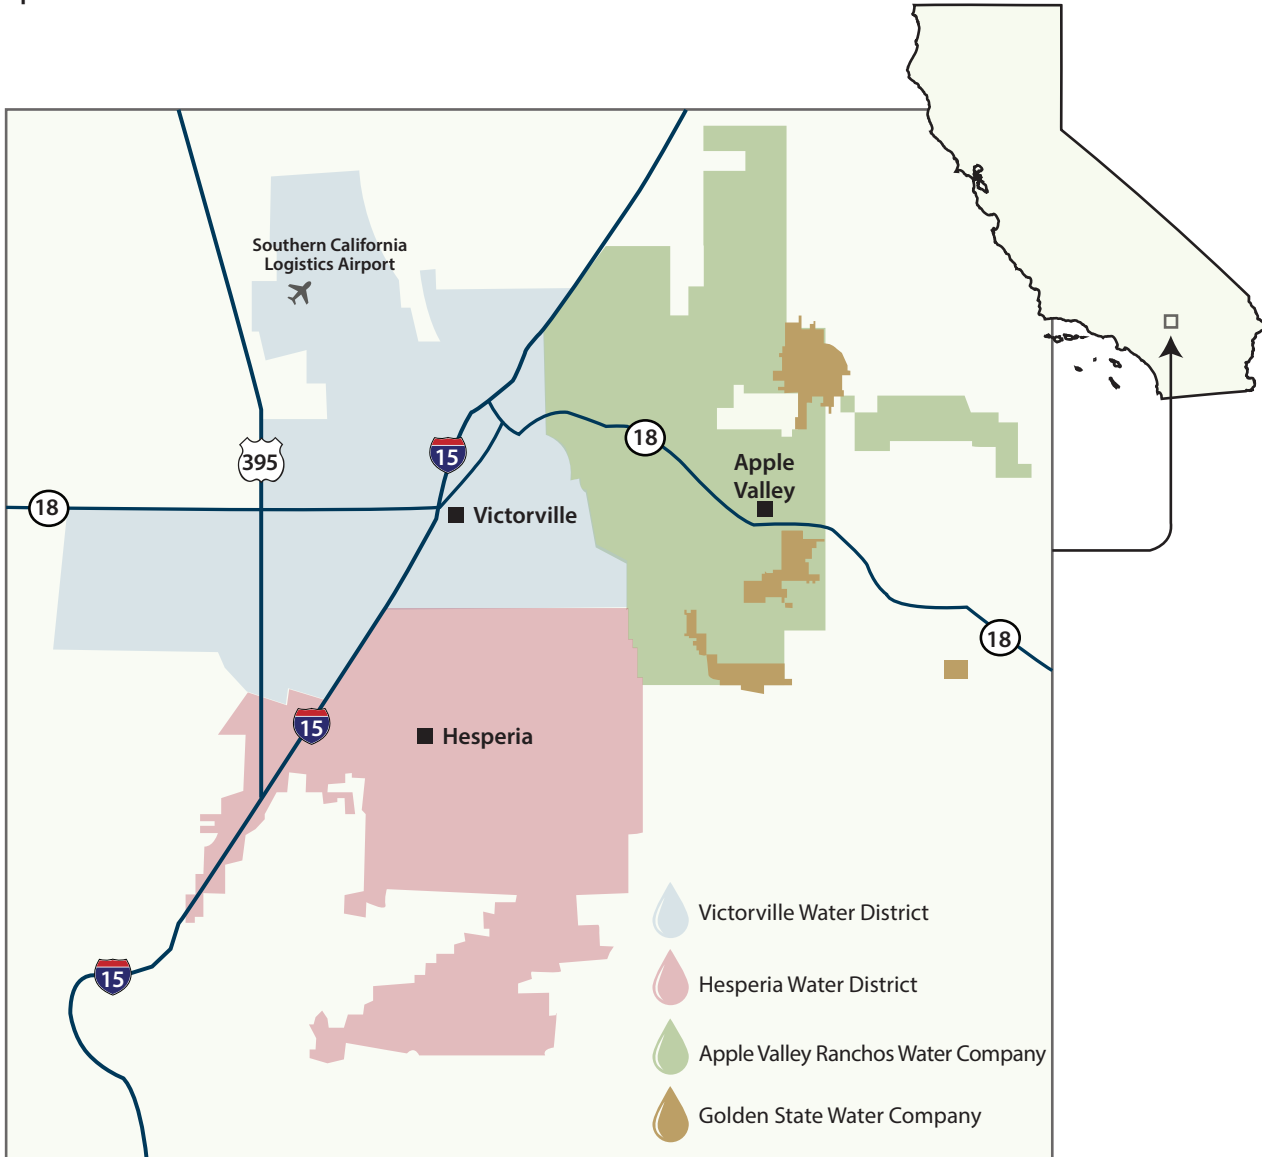 Southern California
Logistics Airport
395
15
18
Apple
Valley
18
Victorville
18
15
Hesperia
Victorville Water District
15
Hesperia Water District
Apple Valley Ranchos Water Company
Golden State Water Company